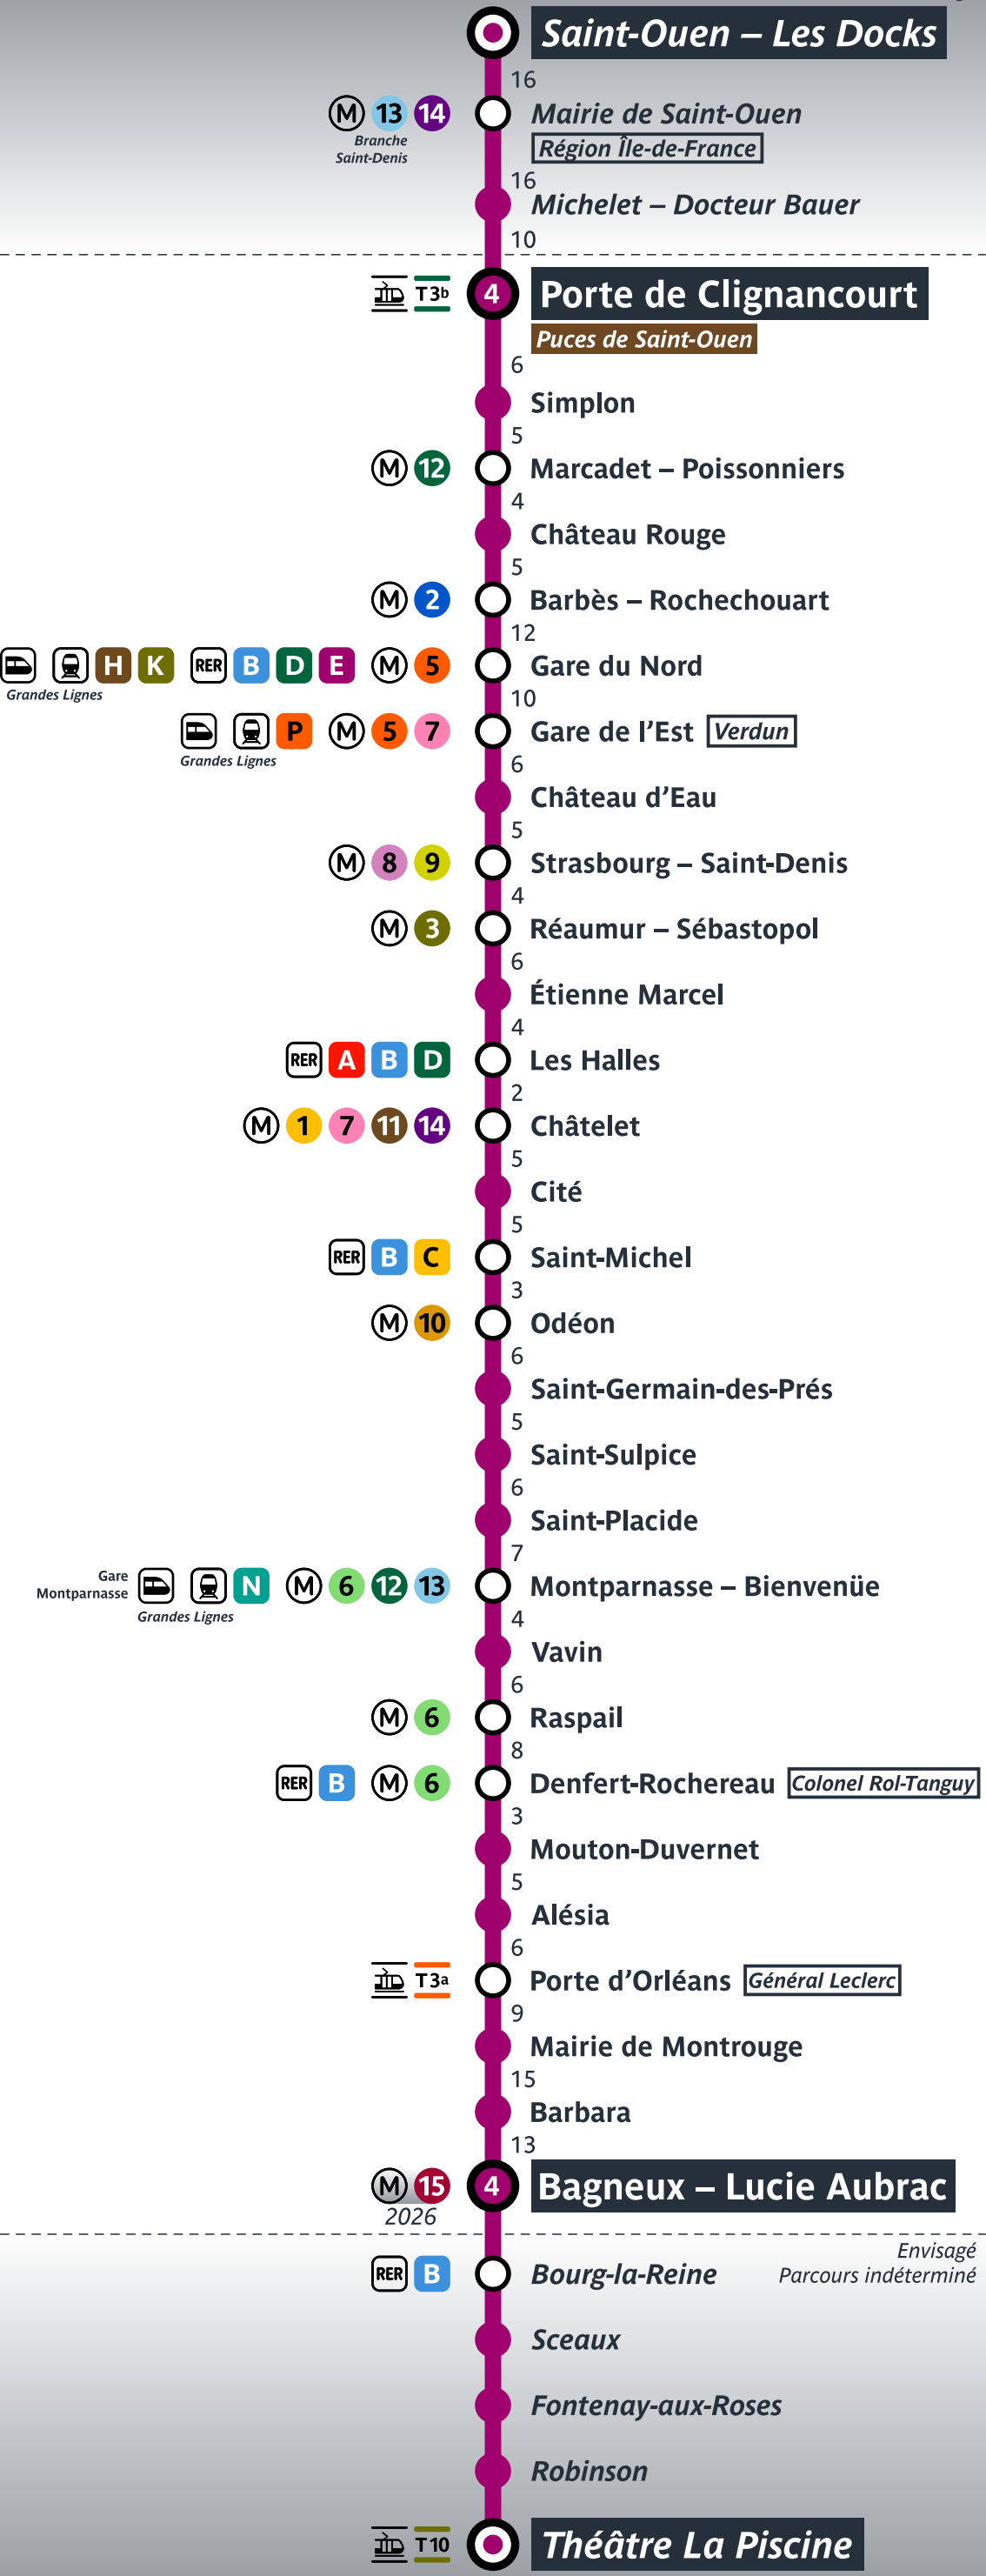 Saint-Ouen – Les Docks
16
M 13 14 Mairie de Saint-Ouen
Branche
Saint-Denis
Région Île-de-France
16
Michelet – Docteur Bauer
10
T3b 4 Porte de Clignancourt
Puces de Saint-Ouen
6
Simplon
5
M 12 Marcadet – Poissonniers
4
Château Rouge
5
M 2 Barbès – Rochechouart
12
H K RER B D E M 5 Gare du Nord
Grandes Lignes
10
P M 5 7 Gare de l’Est Verdun
Grandes Lignes
6
Château d’Eau
5
M 8 9 Strasbourg – Saint-Denis
4
M 3 Réaumur – Sébastopol
6
Étienne Marcel
4
RER A B D Les Halles
2
M 1 7 11 14 Châtelet
5
Cité
5
RER B C Saint-Michel
3
M 10 Odéon
6
Saint-Germain-des-Prés
5
Saint-Sulpice
6
Saint-Placide
7
Gare
Montparnasse
N M 6 12 13 Montparnasse – Bienvenüe
Grandes Lignes
4
Vavin
6
M 6 Raspail
8
RER B M 6 Denfert-Rochereau Colonel Rol-Tanguy
3
Mouton-Duvernet
5
Alésia
6
T3a Porte d’Orléans Général Leclerc
9
Mairie de Montrouge
15
Barbara
13
M 15 4 Bagneux – Lucie Aubrac
2026
Envisagé
Parcours indéterminé
RER B Bourg-la-Reine
Sceaux
Fontenay-aux-Roses
Robinson
T10 Théâtre La Piscine